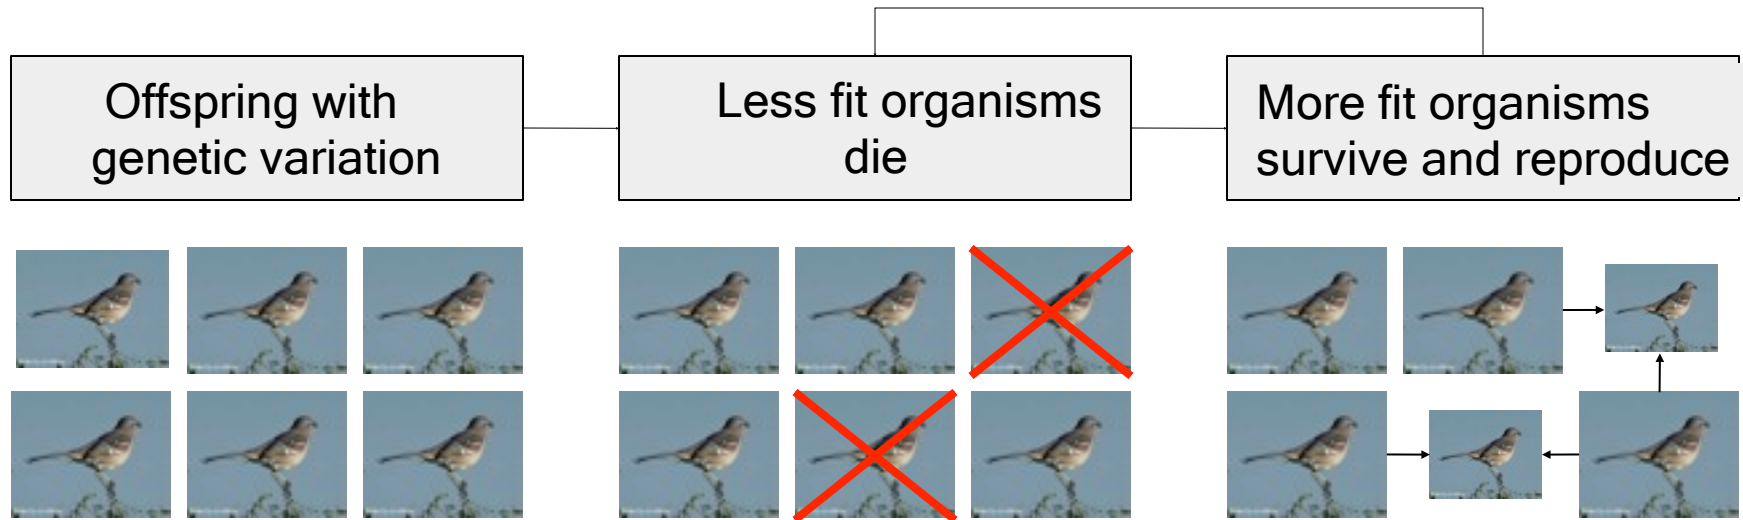 Offspring with
genetic variation
Less fit organisms
die
More fit organisms
survive and reproduce